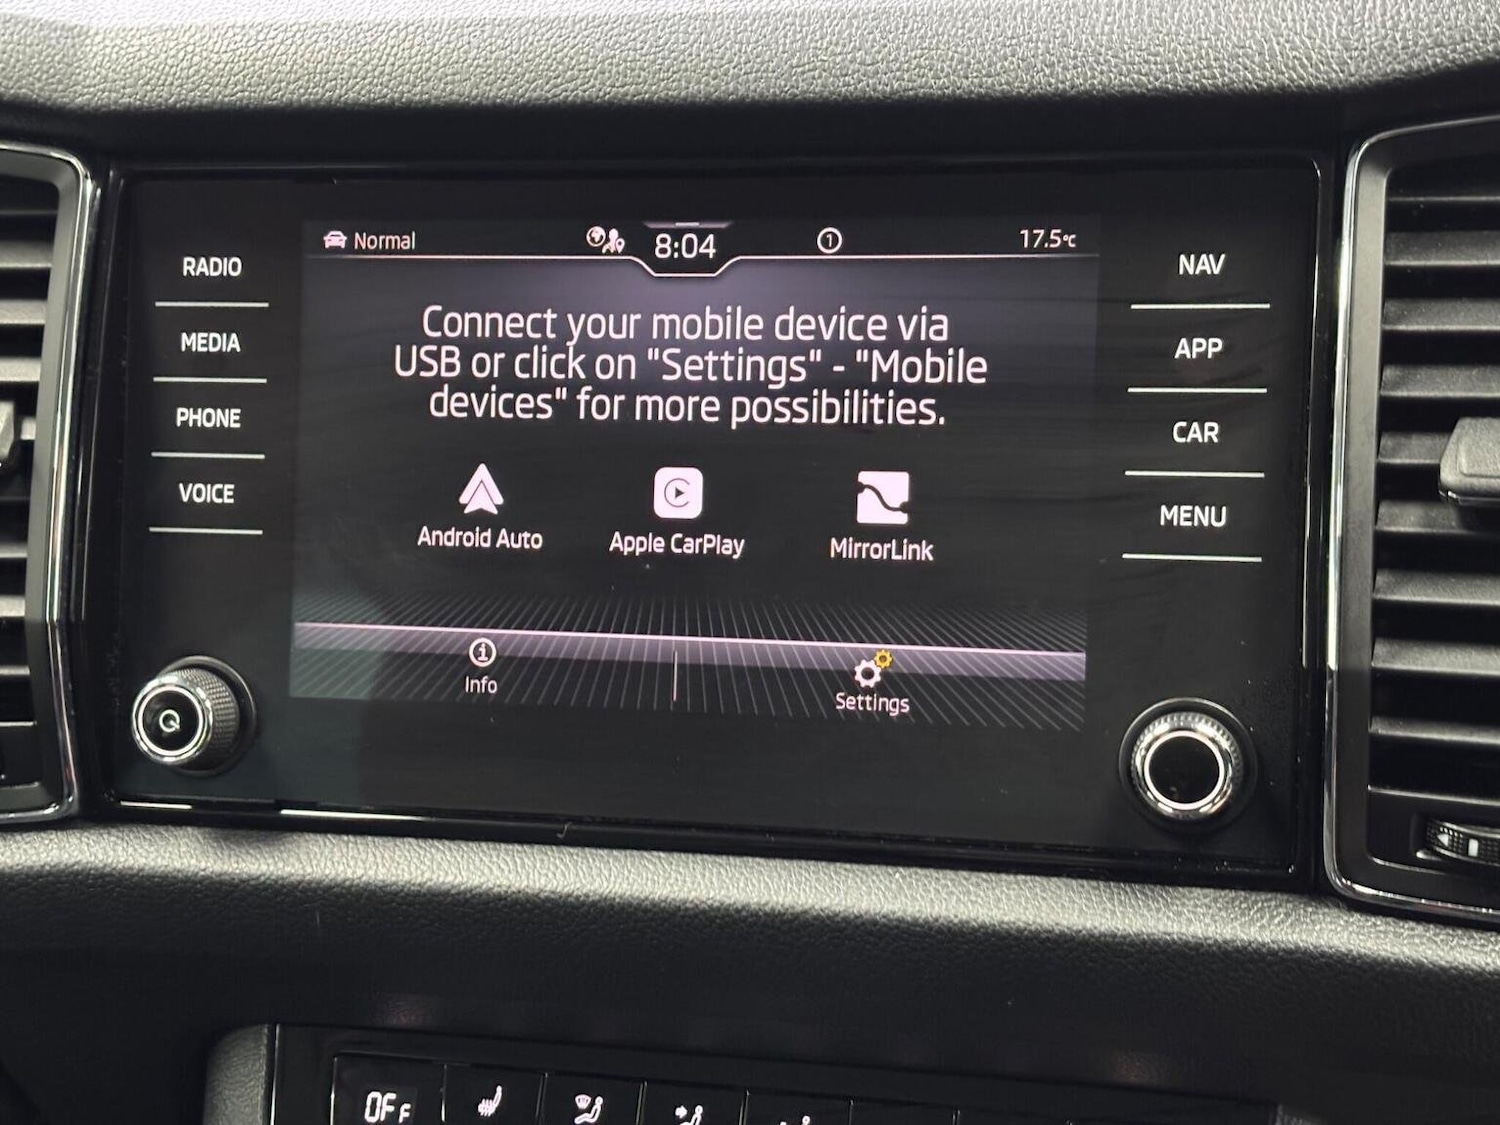 Normal
8:04
1
17.5°C
RADIO
MEDIA
PHONE
VOICE
Connect your mobile device via
USB or click on "Settings" - "Mobile
devices" for more possibilities.
Android Auto
Apple CarPlay
MirrorLink
Info
Settings
NAV
APP
CAR
MENU
OFF